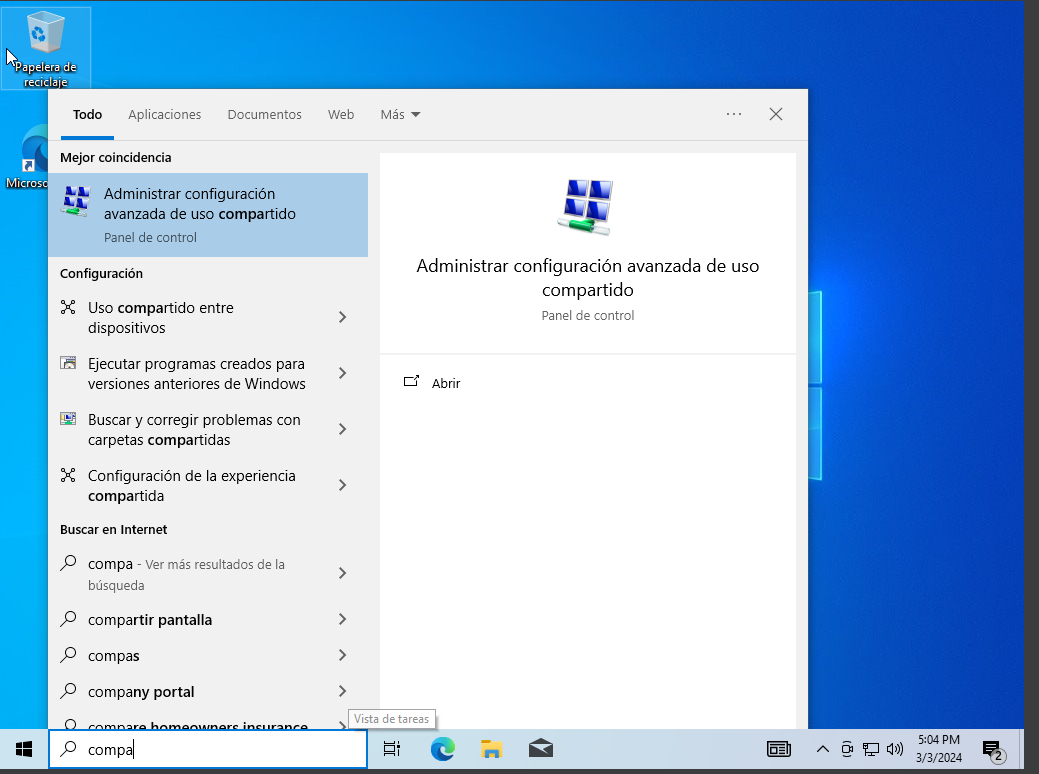 Papelera de
reciclaje
Todo
Aplicaciones
Documentos
Web
Más
Mejor coincidencia
Microso
Administrar configuración
avanzada de uso compartido
Panel de control
Administrar configuración avanzada de uso
compartido
Panel de control
Abrir
Configuración
Uso compartido entre
dispositivos
Ejecutar programas creados para
versiones anteriores de Windows
Buscar y corregir problemas con
carpetas compartidas
Configuración de la experiencia
compartida
Buscar en Internet
compa - Ver más resultados de la
búsqueda
compartir pantalla
compas
company portal
compare homeowners insurance
Vista de tareas
compa
5:04 PM
3/3/2024
2